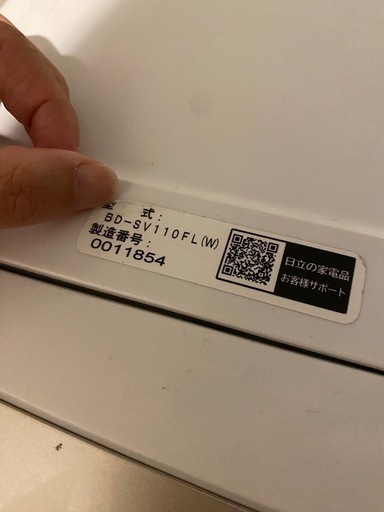 型 式:
BD-SV110FL(W)
製造番号:
0011854
日立の家電品
お客様サポート